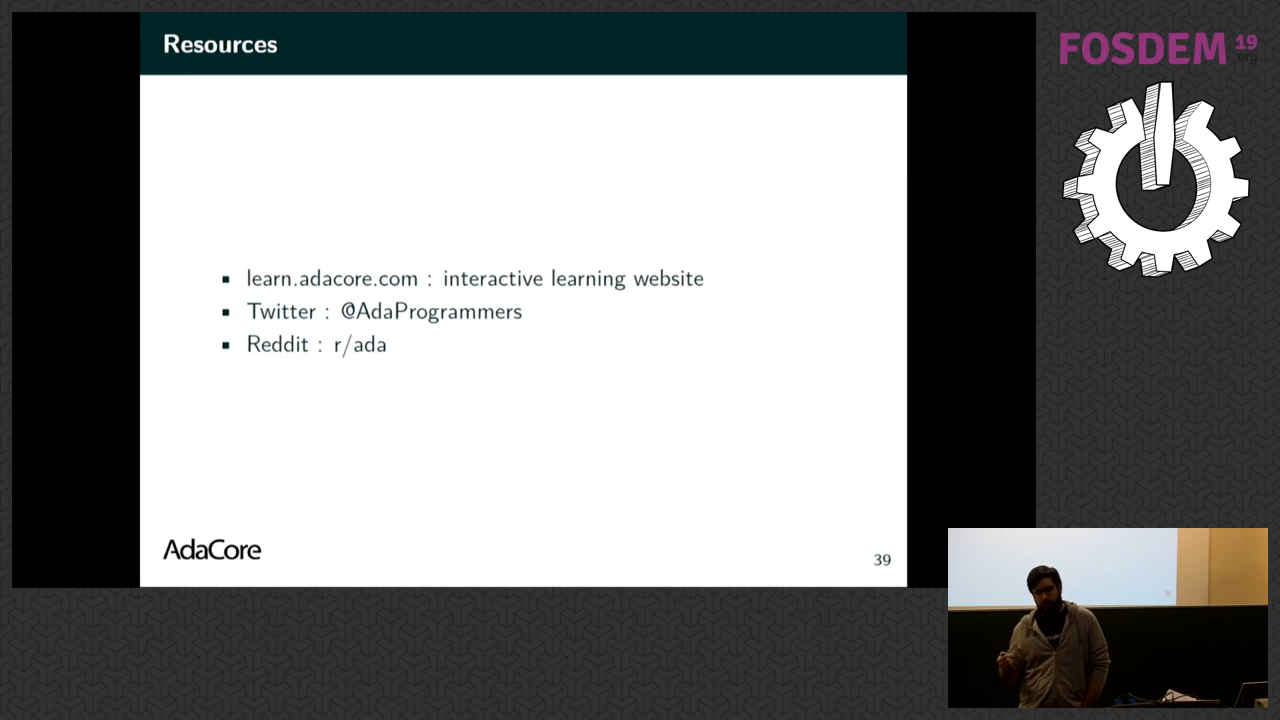 Resources
FOSDEM 19
.org
▪ learn.adacore.com : interactive learning website
▪ Twitter : @AdaProgrammers
▪ Reddit : r/ada
AdaCore
39